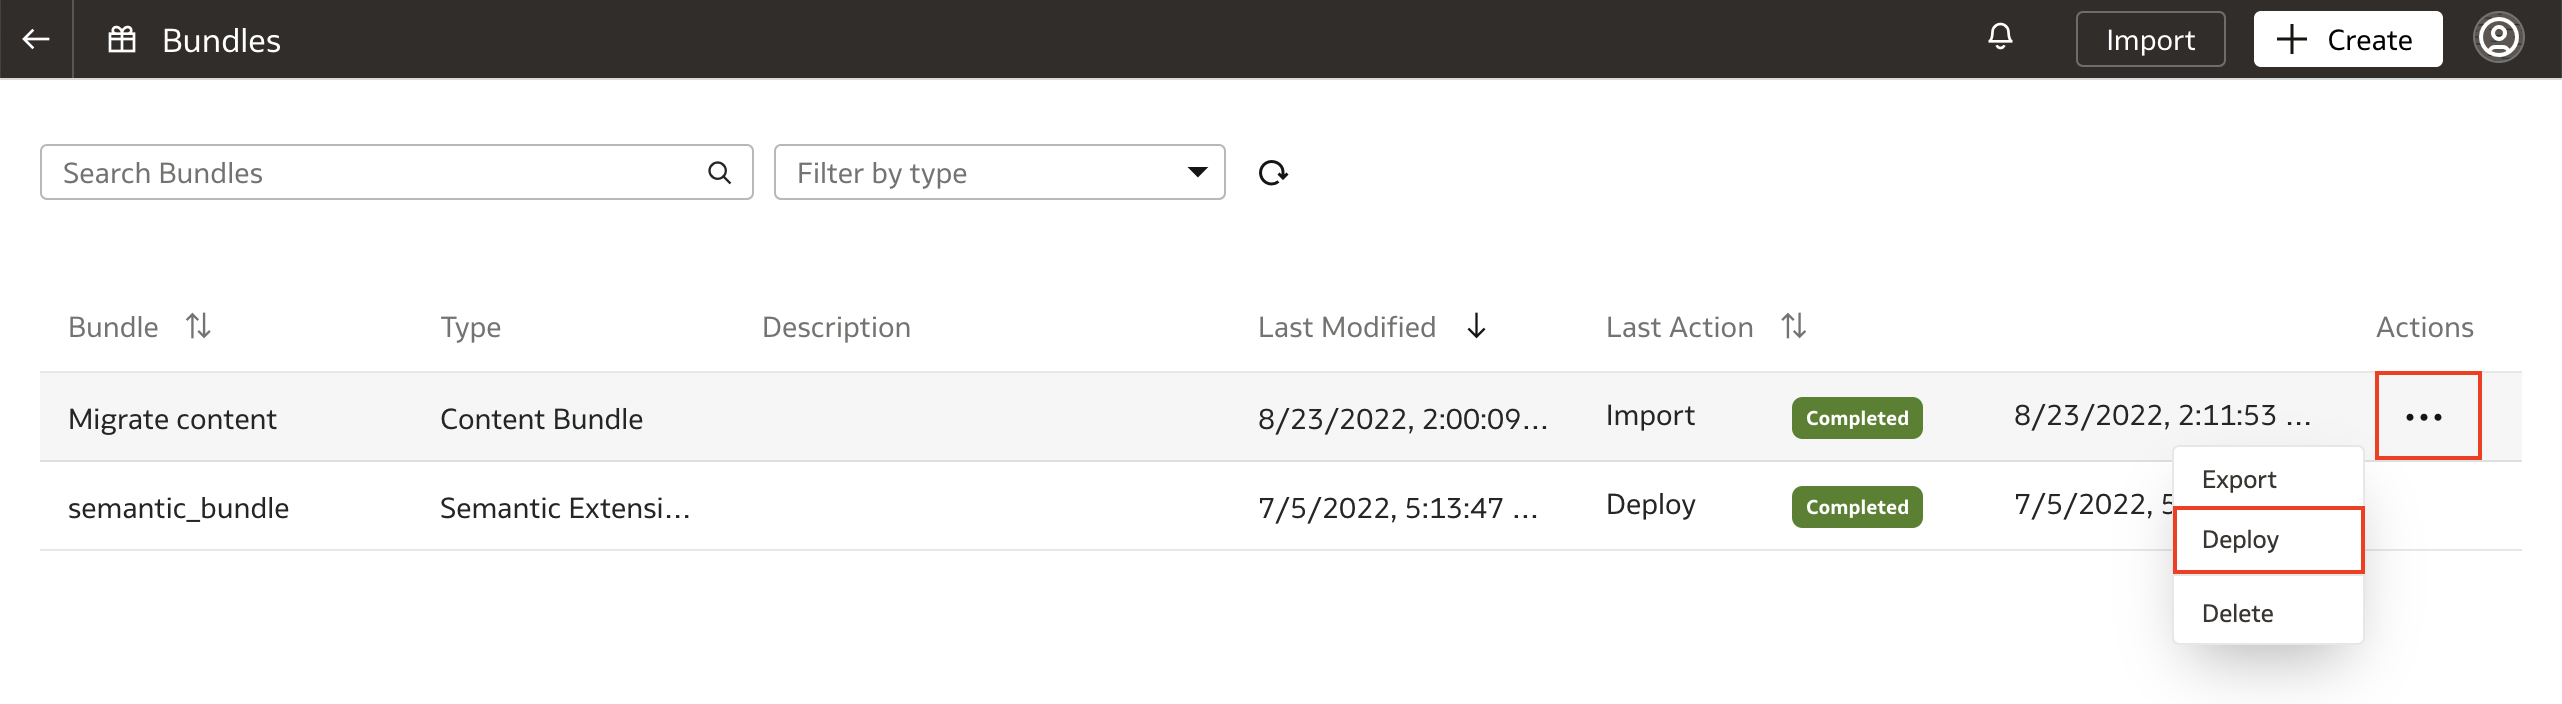 Bundles
Import
Create
Search Bundles
Filter by type
Bundle Type Description Last Modified Last Action Actions
Migrate content Content Bundle 8/23/2022, 2:00:09... Import Completed 8/23/2022, 2:11:53 ...
semantic_bundle Semantic Extensi... 7/5/2022, 5:13:47 ... Deploy Completed 7/5/2022, 5
Export
Deploy
Delete